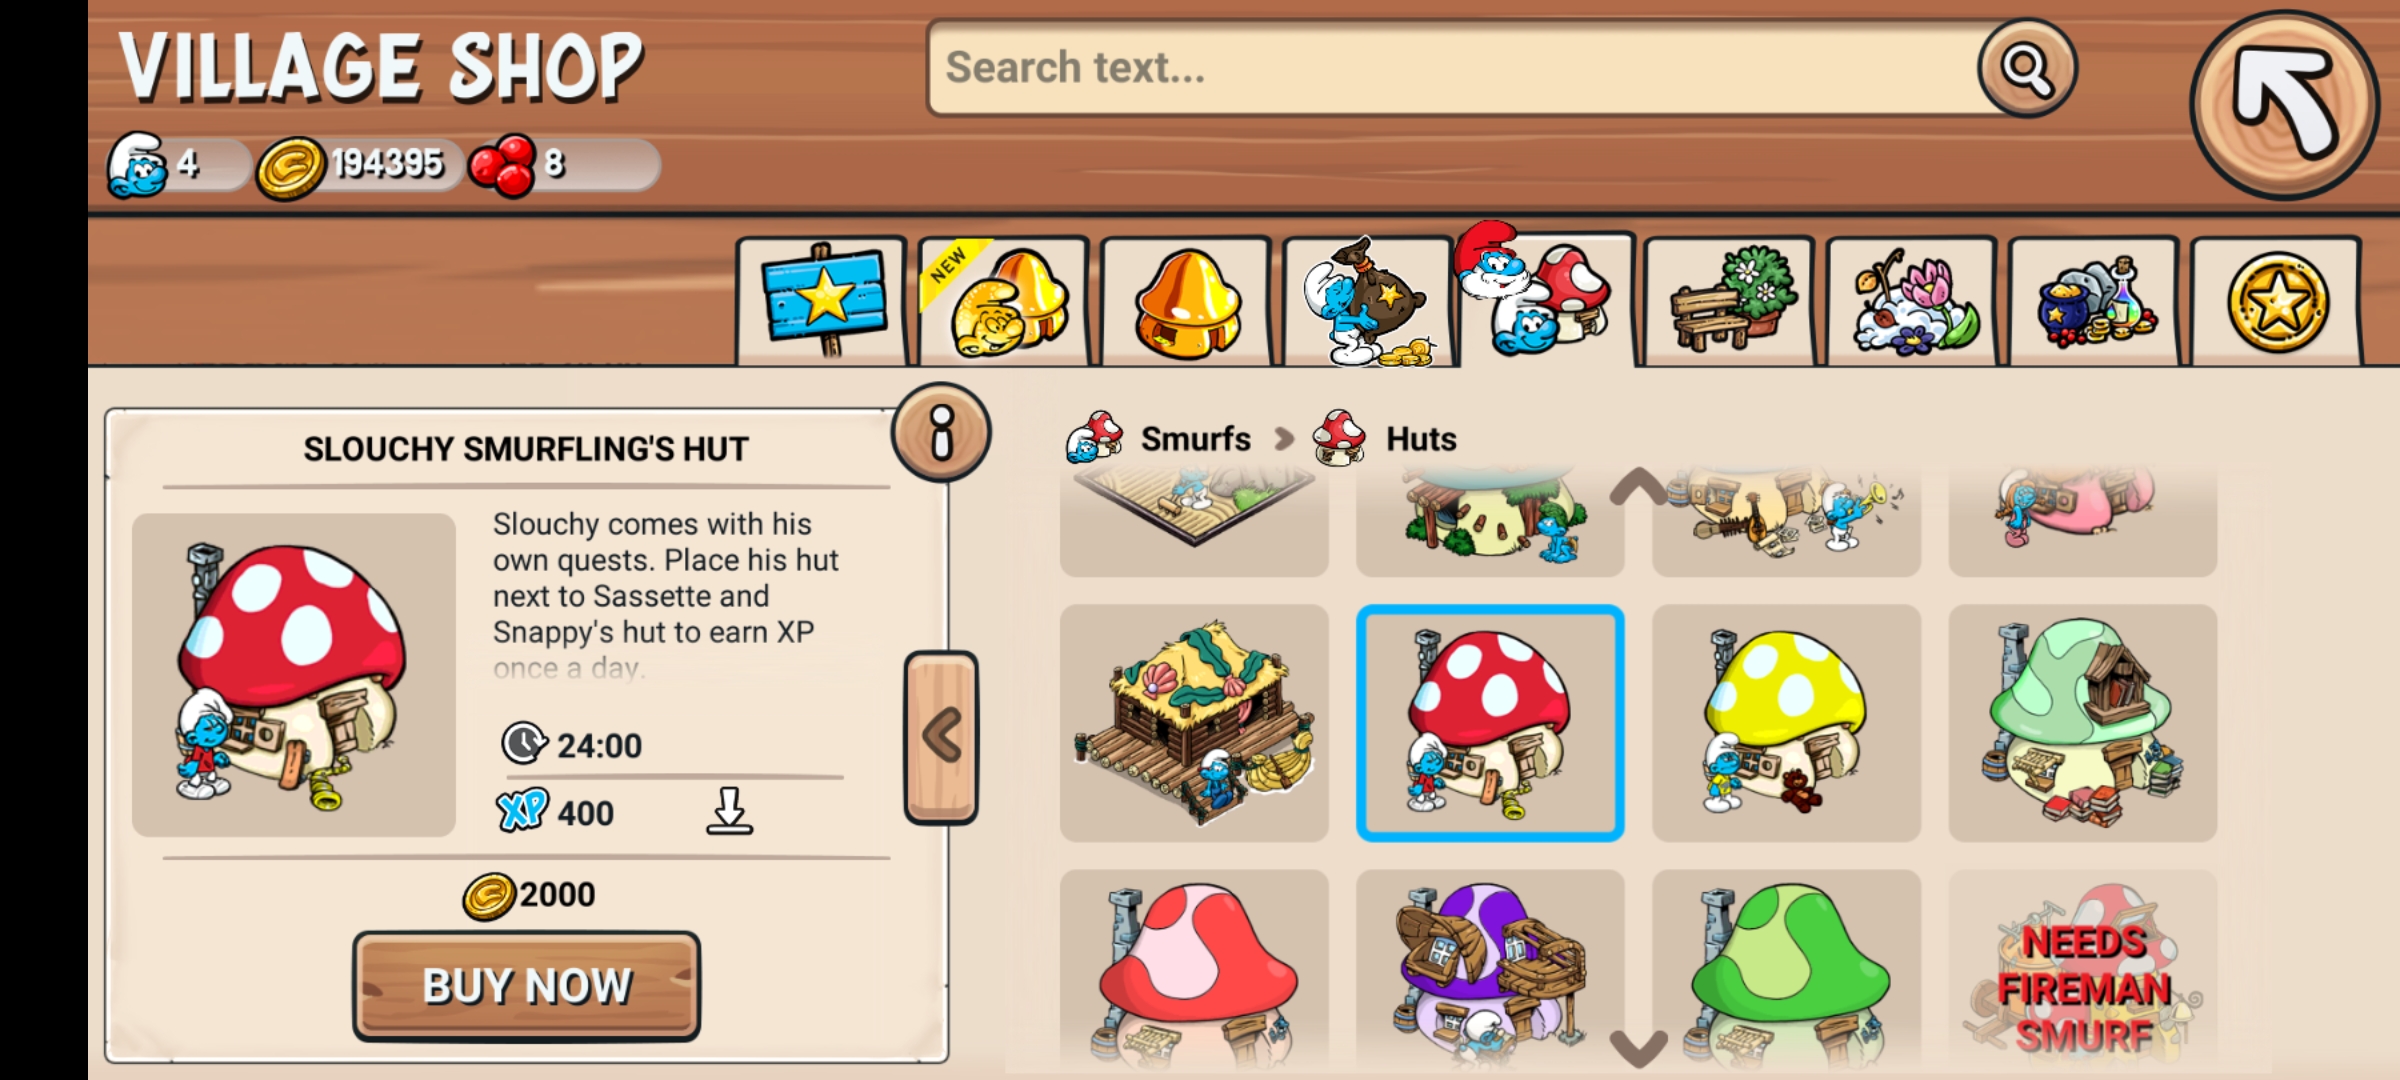 VILLAGE SHOP
Search text...
4
194395
8
NEW
SLOUCHY SMURFLING'S HUT
Slouchy comes with his
own quests. Place his hut
next to Sassette and
Snappy's hut to earn XP
once a day.
24:00
XP 400
2000
BUY NOW
Smurfs
Huts
NEEDS
FIREMAN
SMURF